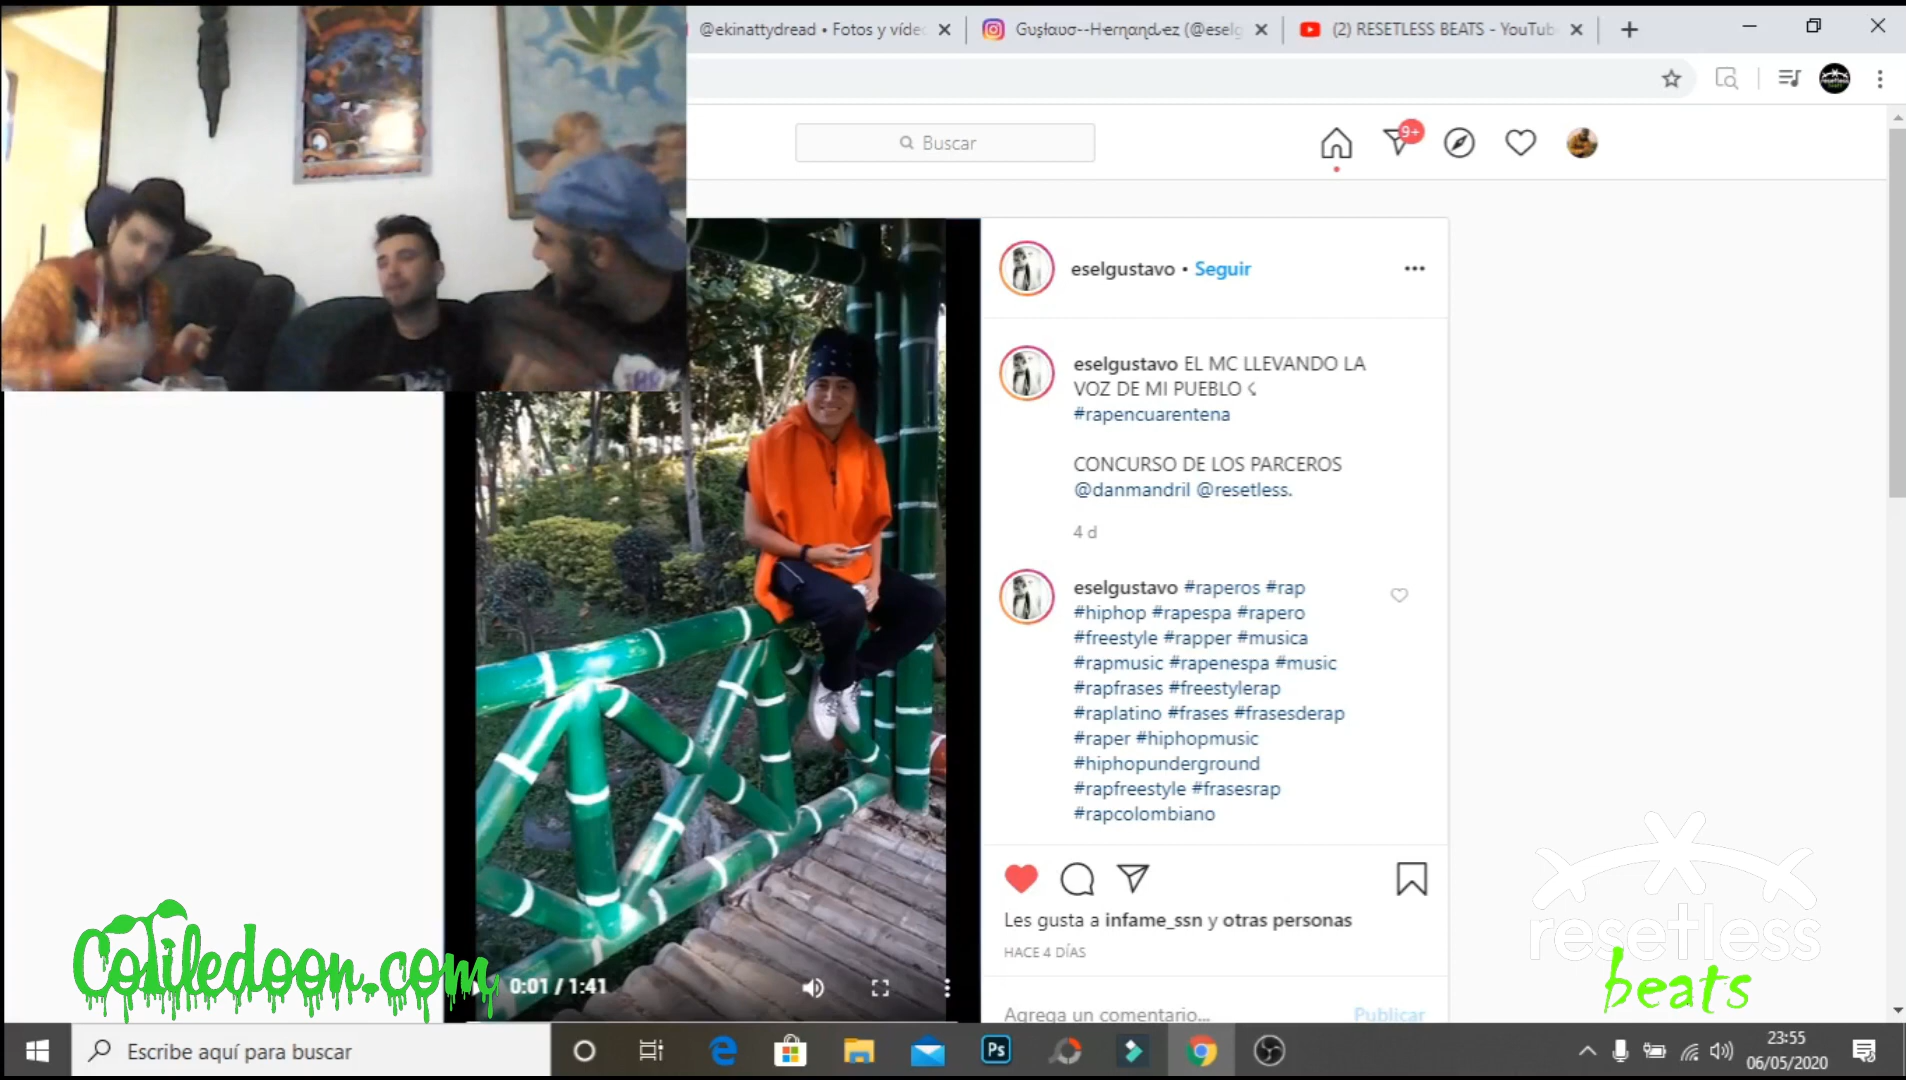 @ekinattydread • Fotos y víde
Gustavo--Hernandez (@eselg
(2) RESETLESS BEATS - YouTub
Buscar
9+
eselgustavo • Seguir
eselgustavo EL MC LLEVANDO LA
VOZ DE MI PUEBLO
#rapencuarentena
CONCURSO DE LOS PARCEROS
@danmandril @resetless.
4 d
eselgustavo #raperos #rap
#hiphop #rapespa #rapero
#freestyle #rapper #musica
#rapmusic #rapenespa #music
#rapfrases #freestylerap
#raplatino #frases #frasesderap
#raper #hiphopmusic
#hiphopunderground
#rapfreestyle #frasesrap
#rapcolombiano
Les gusta a infame_ssn y otras personas
HACE 4 DÍAS
Agrega un comentario...
Publicar
0:01 / 1:41
Cotiledoon.com
resetless
beats
Escribe aquí para buscar
Ps
23:55
06/05/2020